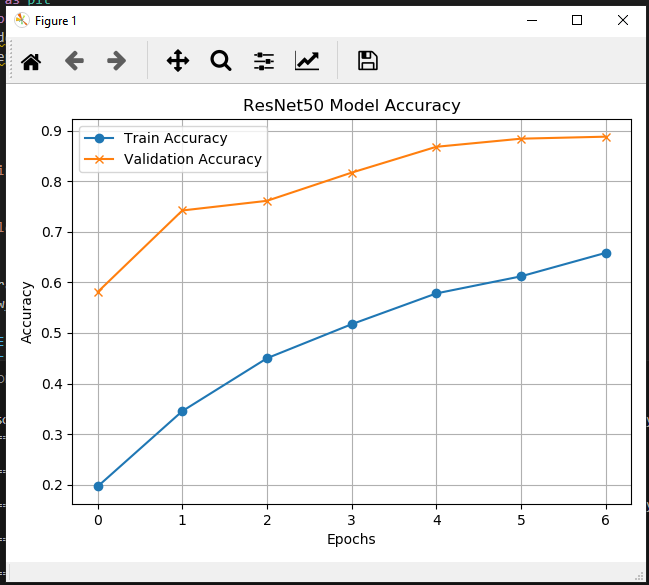 as plt
Figure 1
ResNet50 Model Accuracy
Train Accuracy
Validation Accuracy
Accuracy
0.9
0.8
0.7
0.6
0.5
0.4
0.3
0.2
0 1 2 3 4 5 6
Epochs